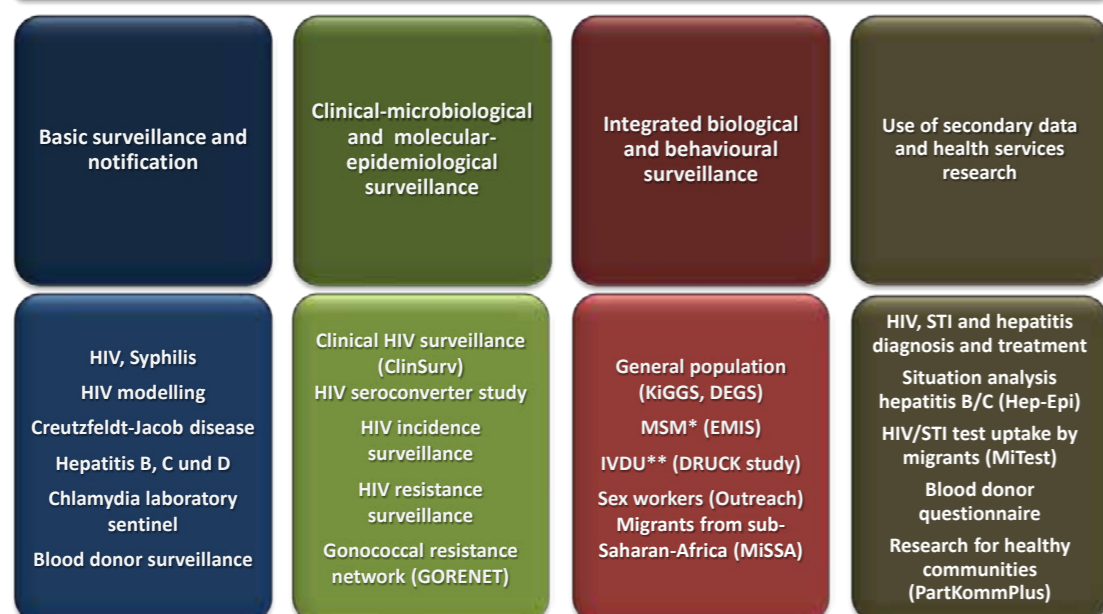 Basic surveillance and
notification
Clinical-microbiological
and molecular-
epidemiological
surveillance
Integrated biological
and behavioural
surveillance
Use of secondary data
and health services
research
HIV, Syphilis
HIV modelling
Creutzfeldt-Jacob disease
Hepatitis B, C und D
Chlamydia laboratory
sentinel
Blood donor surveillance
Clinical HIV surveillance
(ClinSurv)
HIV seroconverter study
HIV incidence
surveillance
HIV resistance
surveillance
Gonococcal resistance
network (GORENET)
General population
(KiGGS, DEGS)
MSM* (EMIS)
IVDU** (DRUCK study)
Sex workers (Outreach)
Migrants from sub-
Saharan-Africa (MiSSA)
HIV, STI and hepatitis
diagnosis and treatment
Situation analysis
hepatitis B/C (Hep-Epi)
HIV/STI test uptake by
migrants (MiTest)
Blood donor
questionnaire
Research for healthy
communities
(PartKommPlus)